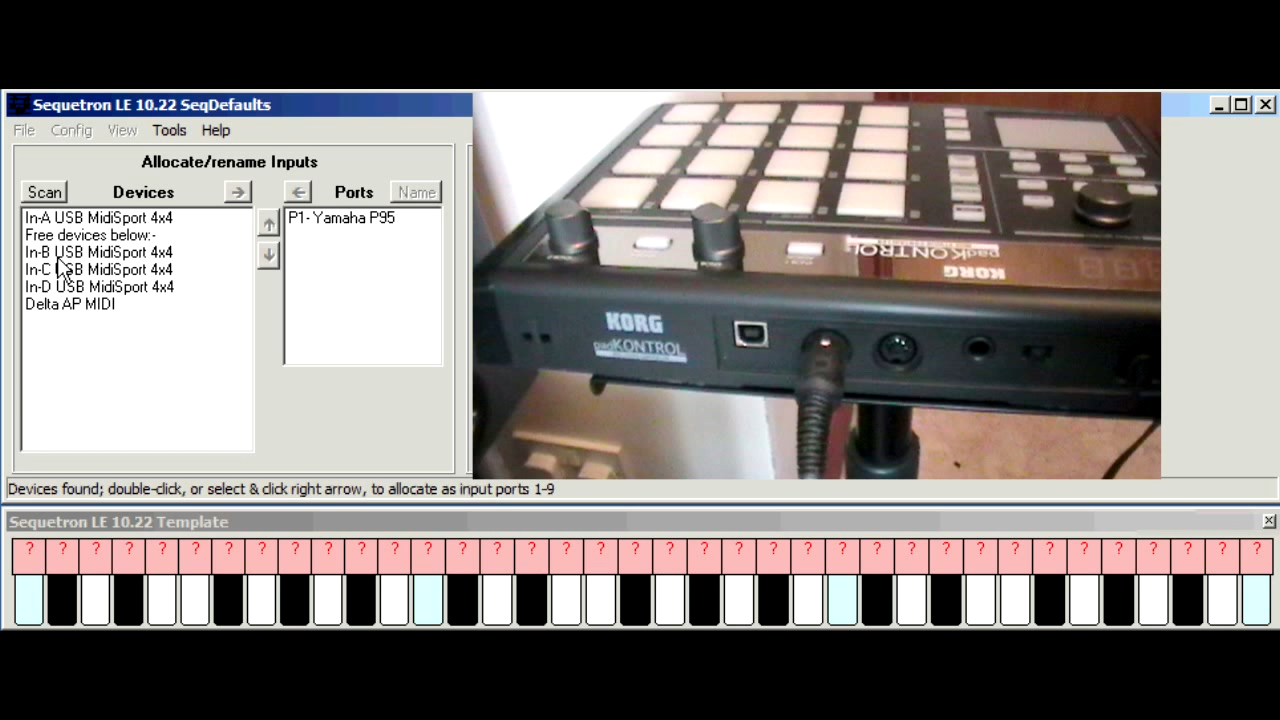 Sequetron LE 10.22 SeqDefaults
File Config View Tools Help
Allocate/rename Inputs
Scan Devices Ports Name
In-A USB MidiSport 4x4
Free devices below:-
In-B USB MidiSport 4x4
In-C USB MidiSport 4x4
In-D USB MidiSport 4x4
Delta AP MIDI
P1- Yamaha P95
padKONTROL
KORG
KORG
padKONTROL
Devices found; double-click, or select & click right arrow, to allocate as input ports 1-9
Sequetron LE 10.22 Template
? ? ? ? ? ? ? ? ? ? ? ? ? ? ? ? ? ? ? ? ? ? ? ? ? ? ? ? ? ? ? ? ? ? ? ? ?